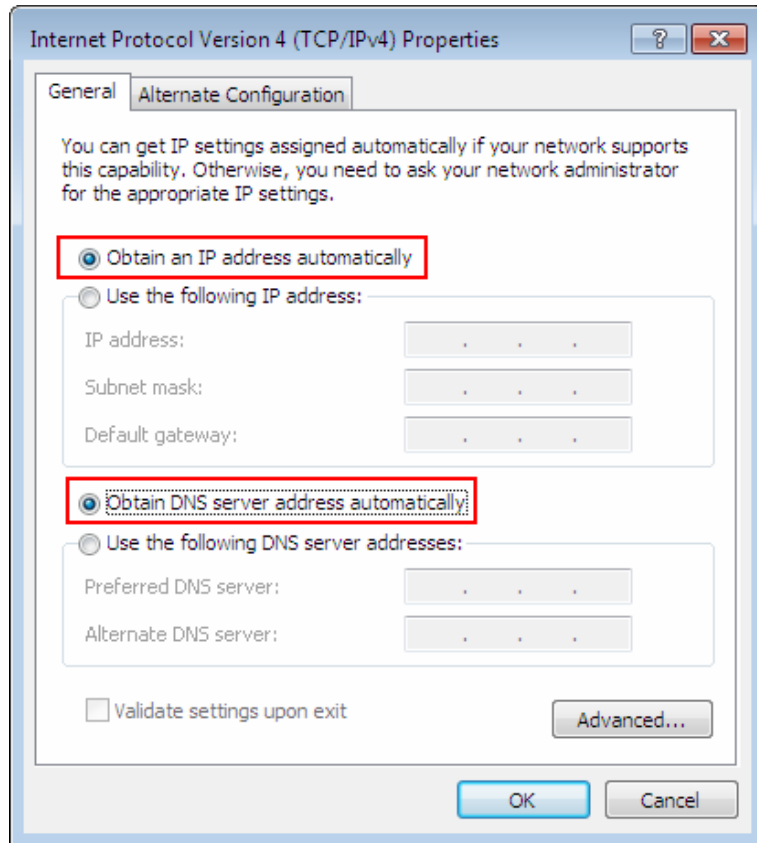 Internet Protocol Version 4 (TCP/IPv4) Properties
General
Alternate Configuration
You can get IP settings assigned automatically if your network supports
this capability. Otherwise, you need to ask your network administrator
for the appropriate IP settings.
Obtain an IP address automatically
Use the following IP address:
IP address:
Subnet mask:
Default gateway:
Obtain DNS server address automatically
Use the following DNS server addresses:
Preferred DNS server:
Alternate DNS server:
Validate settings upon exit
Advanced...
OK
Cancel